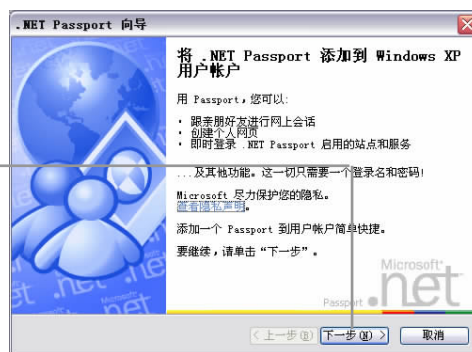 .NET Passport 向导
将 .NET Passport 添加到 Windows XP
用户帐户
用 Passport，您可以:
· 跟亲朋好友进行网上会话
· 创建个人网页
· 即时登录 .NET Passport 启用的站点和服务
...及其他功能。这一切只需要一个登录名和密码!
Microsoft 尽力保护您的隐私。
查看隐私声明。
添加一个 Passport 到用户帐户简单快捷。
要继续，请单击“下一步”。
Microsoft
Passport .net
.net .net
Microsoft
.net
< 上一步(B) 下一步(N) > 取消